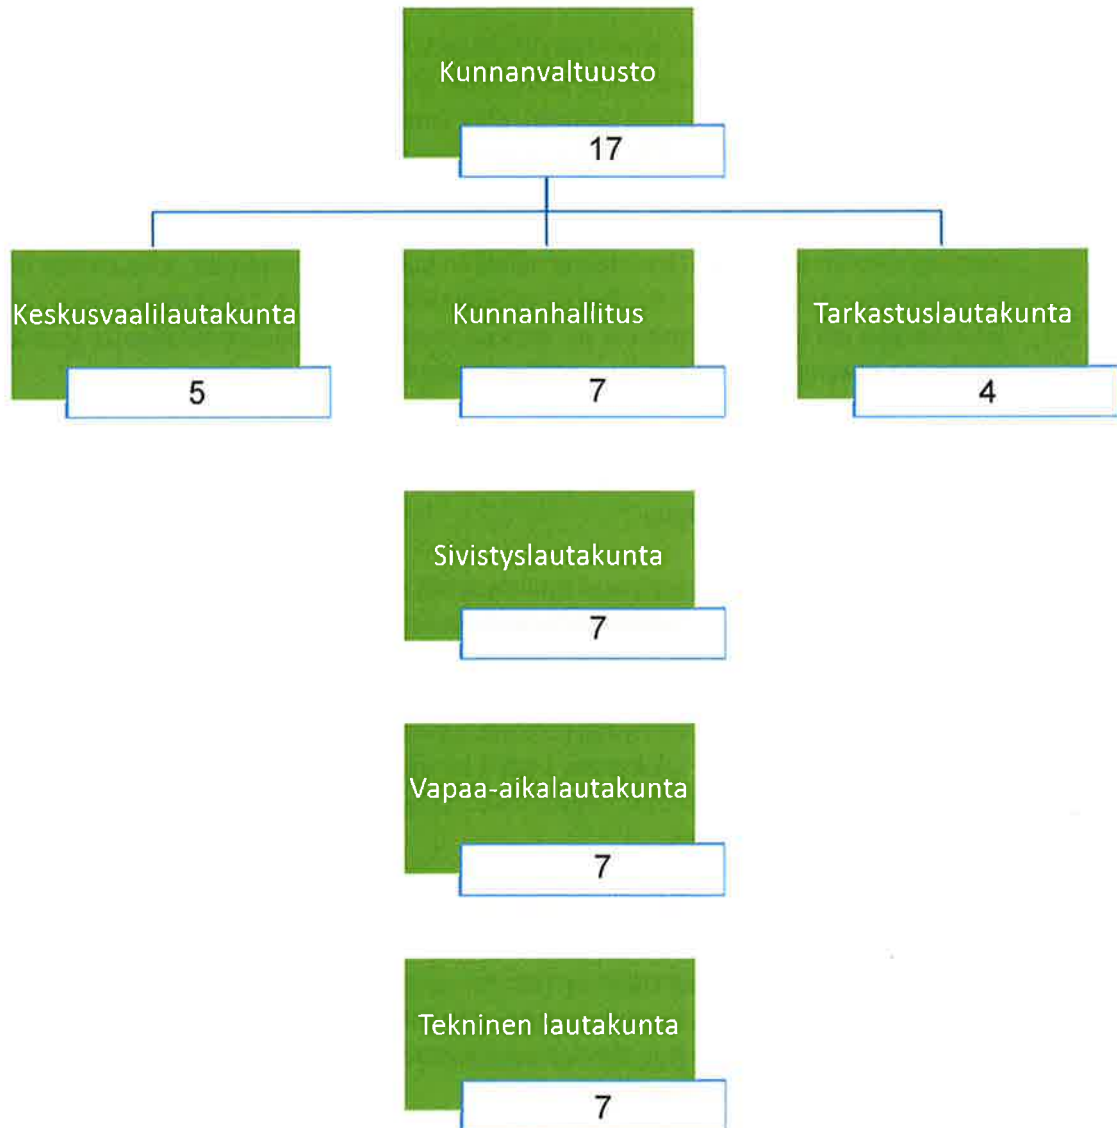 Kunnanvaltuusto
17
Keskusvaalilautakunta
5
Kunnanhallitus
7
Tarkastuslautakunta
4
Sivistyslautakunta
7
Vapaa-aikalautakunta
7
Tekninen lautakunta
7